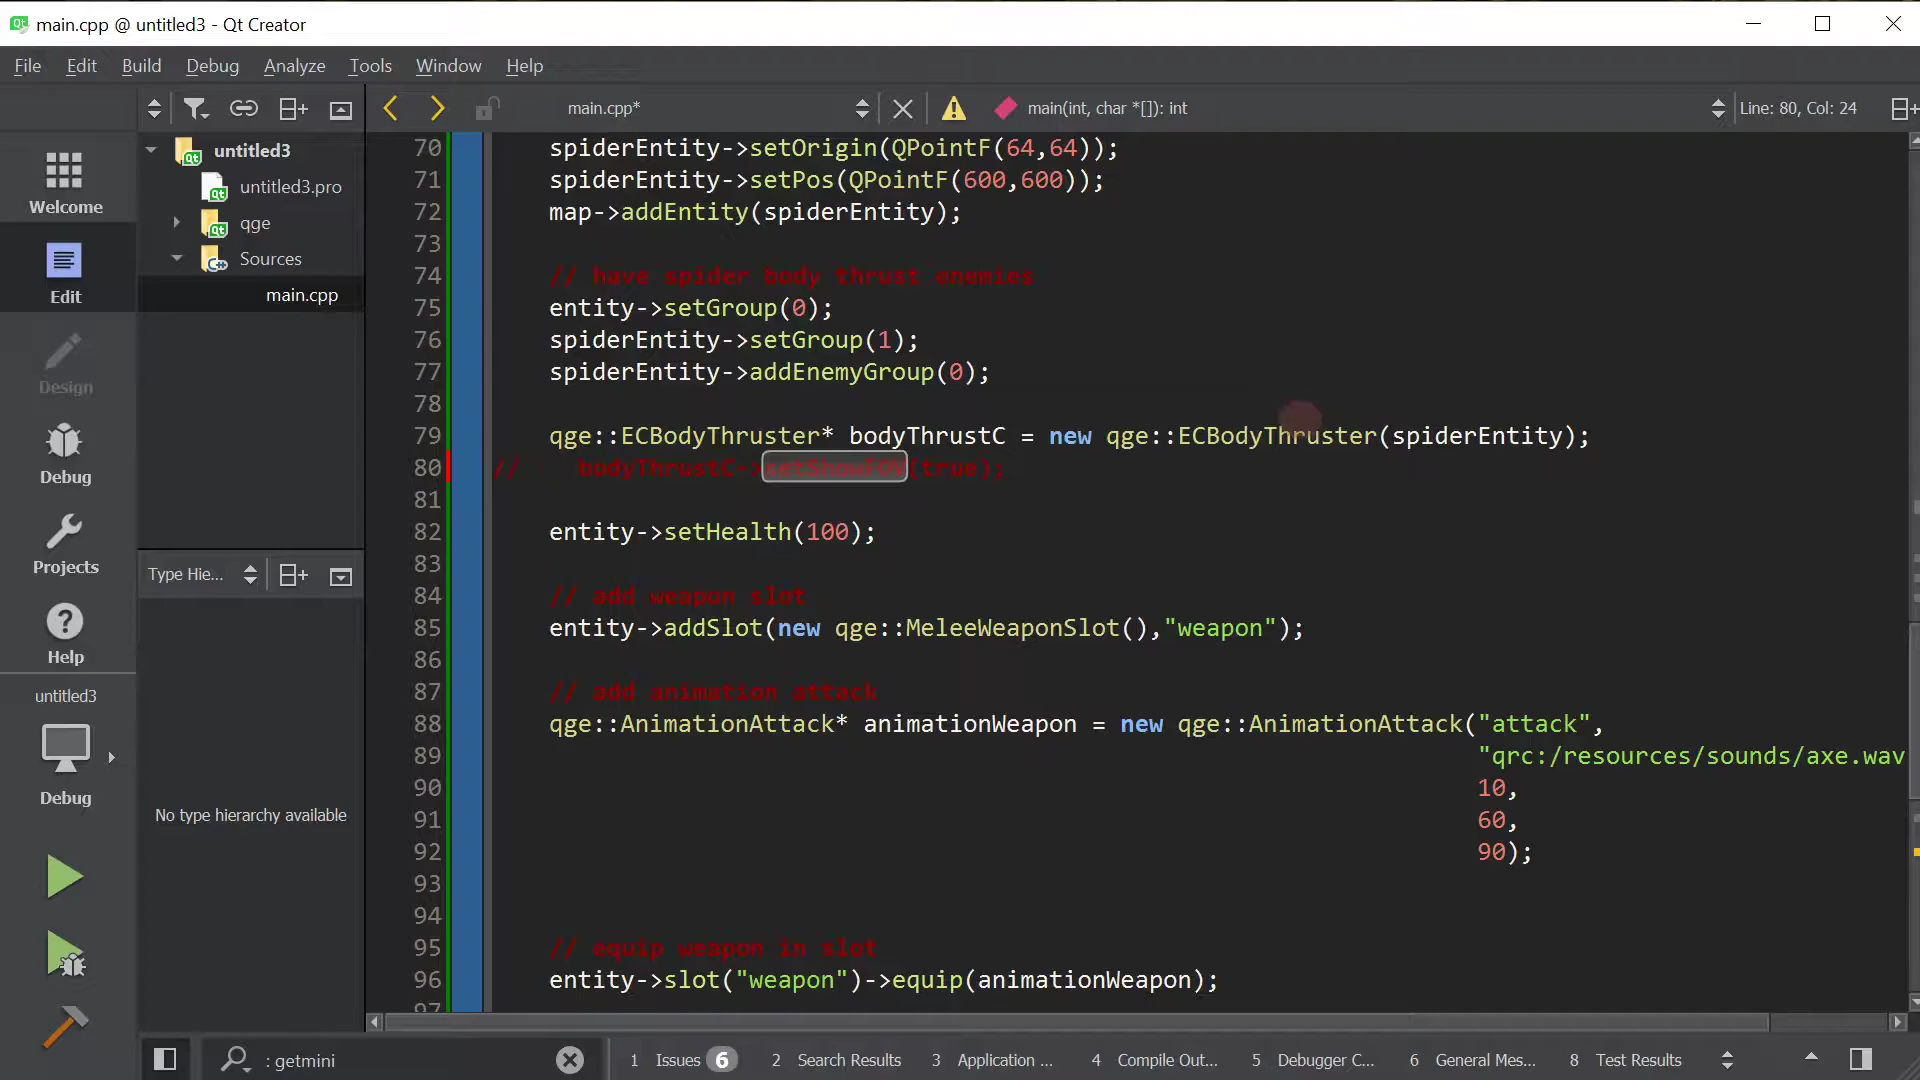 main.cpp @ untitled3 - Qt Creator
File Edit Build Debug Analyze Tools Window Help
main.cpp* main(int, char *[]): int Line: 80, Col: 24
Welcome
Edit
Design
Debug
Projects
Help
untitled3
Debug
untitled3
untitled3.pro
qge
Sources
main.cpp
Type Hie...
No type hierarchy available
70 spiderEntity->setOrigin(QPointF(64,64));
71 spiderEntity->setPos(QPointF(600,600));
72 map->addEntity(spiderEntity);
73
74 // have spider body thrust enemies
75 entity->setGroup(0);
76 spiderEntity->setGroup(1);
77 spiderEntity->addEnemyGroup(0);
78
79 qge::ECBodyThruster* bodyThrustC = new qge::ECBodyThruster(spiderEntity);
80 // bodyThrustC->setShowFOV(true);
81
82 entity->setHealth(100);
83
84 // add weapon slot
85 entity->addSlot(new qge::MeleeWeaponSlot(),"weapon");
86
87 // add animation attack
88 qge::AnimationAttack* animationWeapon = new qge::AnimationAttack("attack",
89 "qrc:/resources/sounds/axe.wav
90 10,
91 60,
92 90);
93
94
95 // equip weapon in slot
96 entity->slot("weapon")->equip(animationWeapon);
97
: getmini
1 Issues 6 2 Search Results 3 Application ... 4 Compile Out... 5 Debugger C... 6 General Mes... 8 Test Results